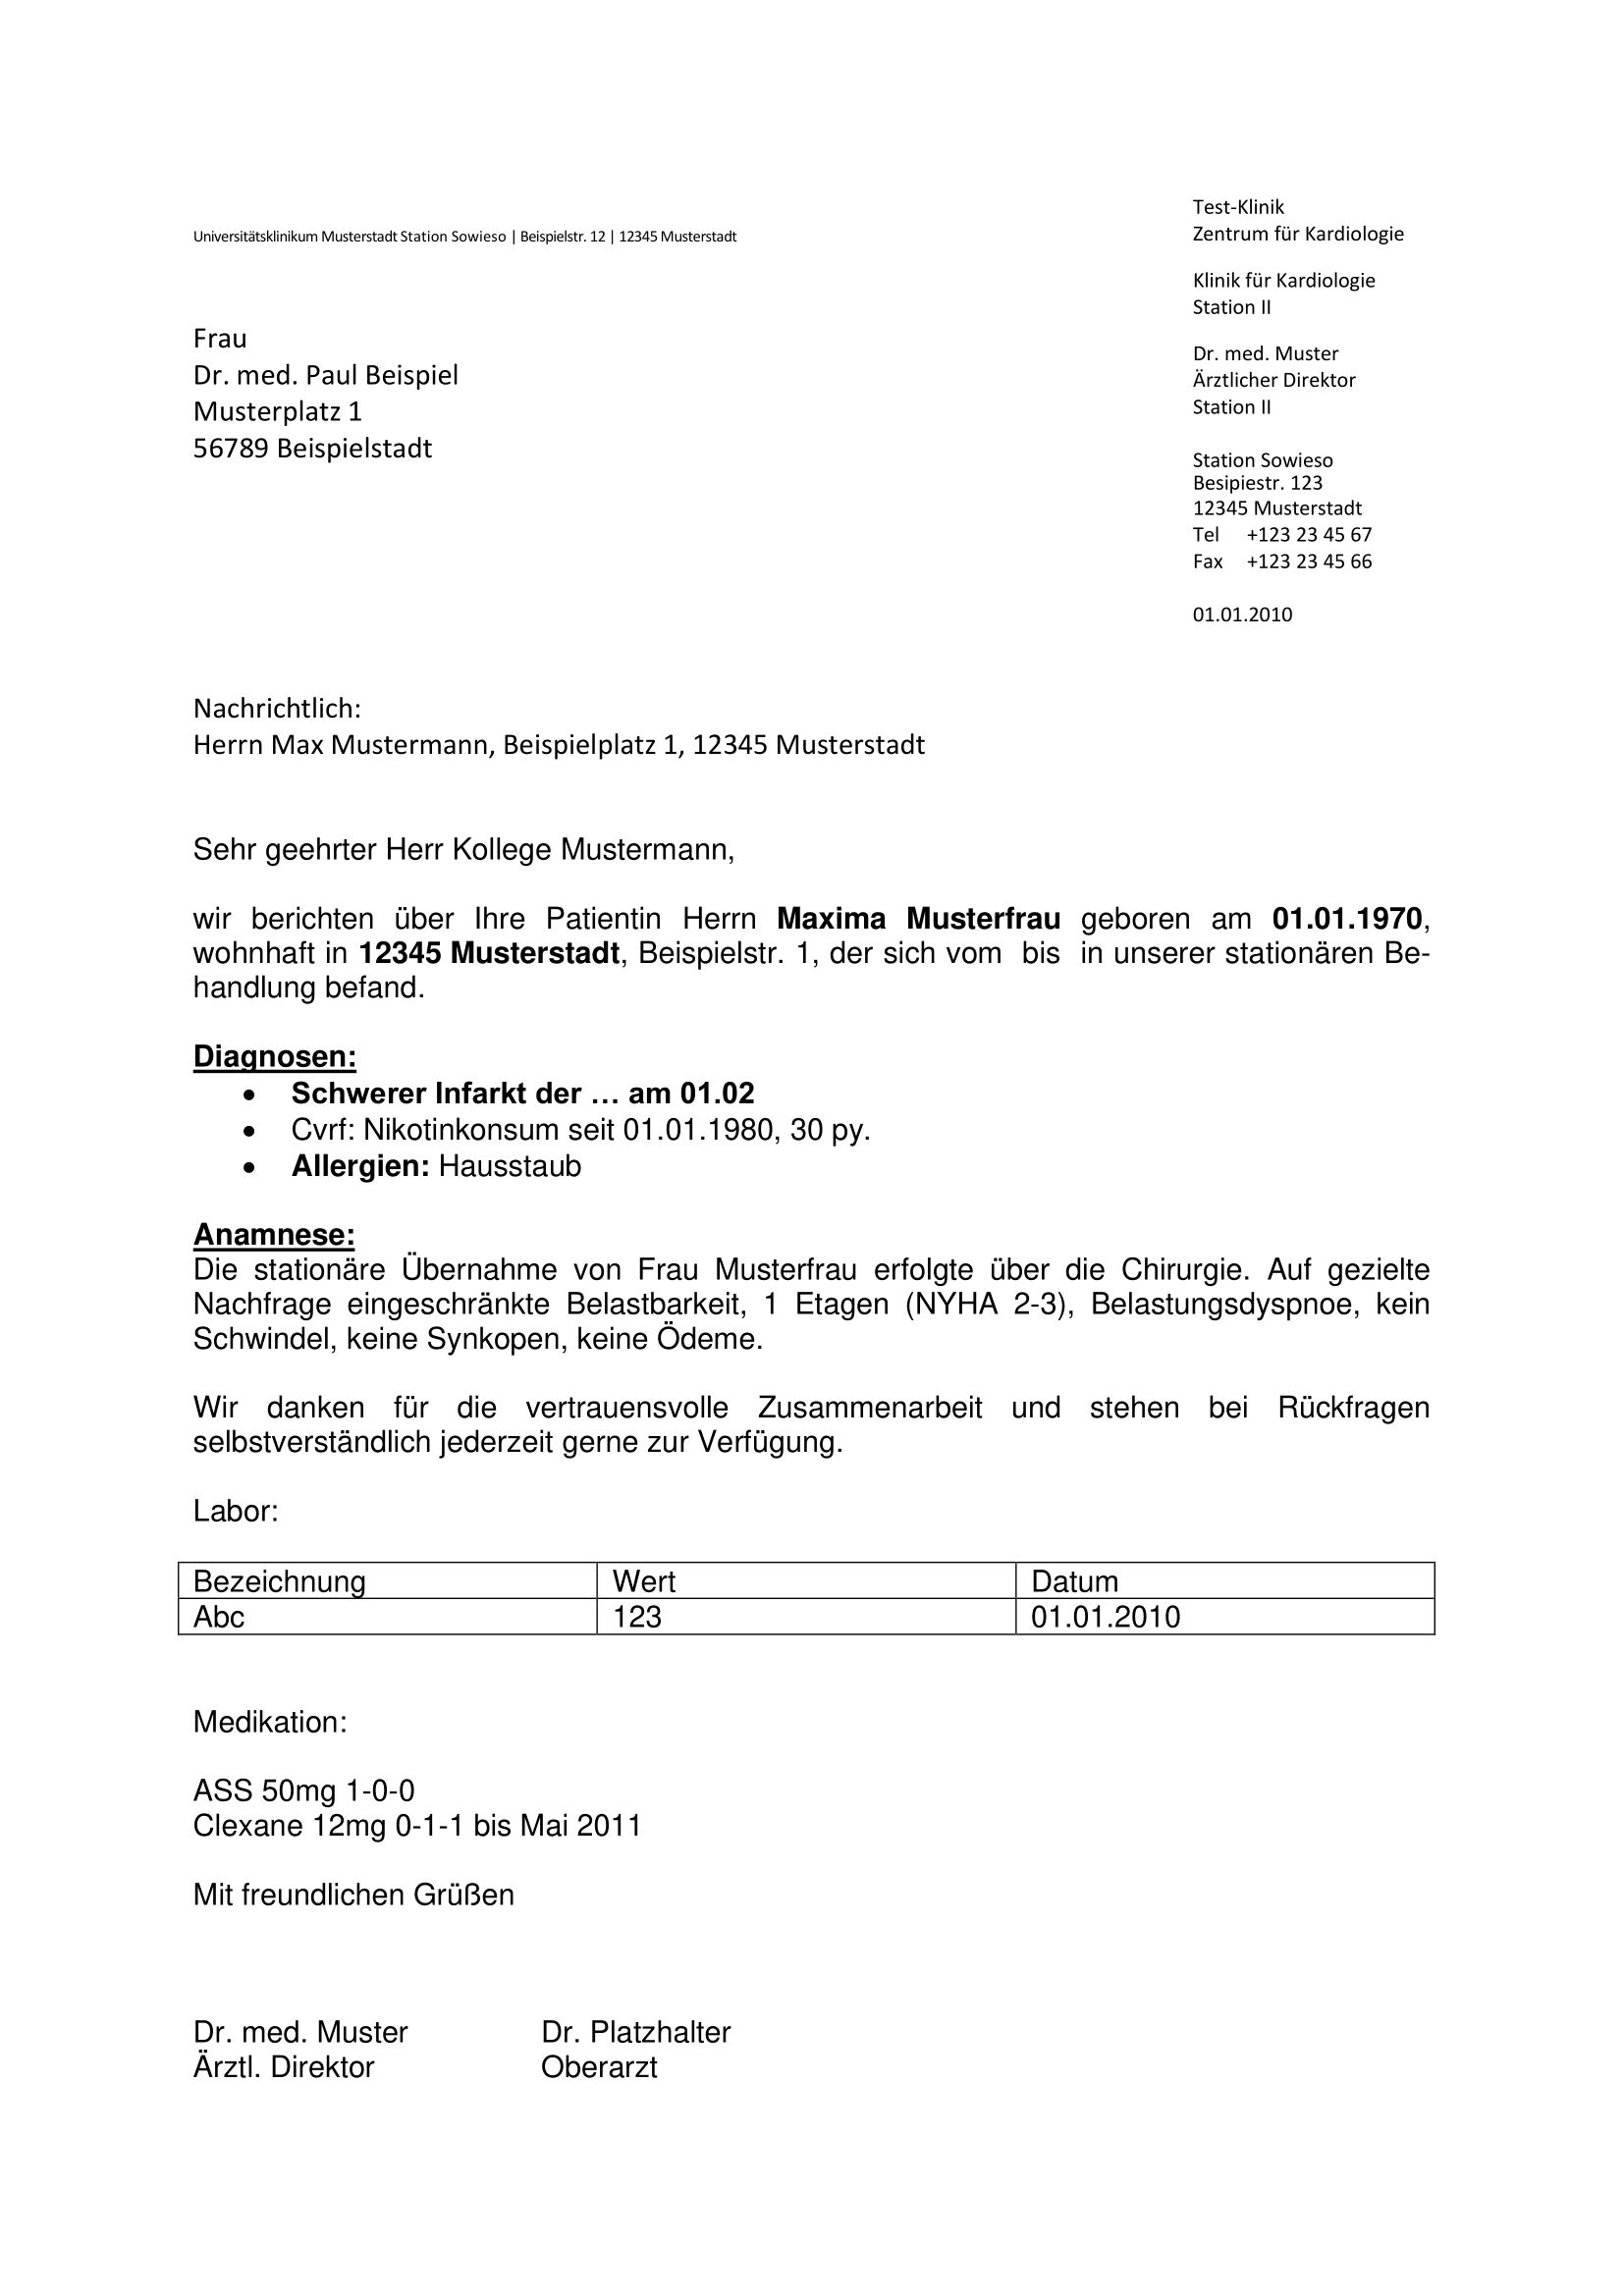 Universitätsklinikum Musterstadt Station Sowieso | Beispielstr. 12 | 12345 Musterstadt
Test-Klinik
Zentrum für Kardiologie
Klinik für Kardiologie
Station II
Dr. med. Muster
Ärztlicher Direktor
Station II
Station Sowieso
Besipiestr. 123
12345 Musterstadt
Tel +123 23 45 67
Fax +123 23 45 66
01.01.2010
Frau
Dr. med. Paul Beispiel
Musterplatz 1
56789 Beispielstadt
Nachrichtlich:
Herrn Max Mustermann, Beispielplatz 1, 12345 Musterstadt
Sehr geehrter Herr Kollege Mustermann,
wir berichten über Ihre Patientin Herrn Maxima Musterfrau geboren am 01.01.1970,
wohnhaft in 12345 Musterstadt, Beispielstr. 1, der sich vom  bis  in unserer stationären Be-
handlung befand.
Diagnosen:
• Schwerer Infarkt der … am 01.02
• Cvrf: Nikotinkonsum seit 01.01.1980, 30 py.
• Allergien: Hausstaub
Anamnese:
Die stationäre Übernahme von Frau Musterfrau erfolgte über die Chirurgie. Auf gezielte
Nachfrage eingeschränkte Belastbarkeit, 1 Etagen (NYHA 2-3), Belastungsdyspnoe, kein
Schwindel, keine Synkopen, keine Ödeme.
Wir danken für die vertrauensvolle Zusammenarbeit und stehen bei Rückfragen
selbstverständlich jederzeit gerne zur Verfügung.
Labor:
Bezeichnung Wert Datum
Abc 123 01.01.2010
Medikation:
ASS 50mg 1-0-0
Clexane 12mg 0-1-1 bis Mai 2011
Mit freundlichen Grüßen
Dr. med. Muster Dr. Platzhalter
Ärztl. Direktor Oberarzt